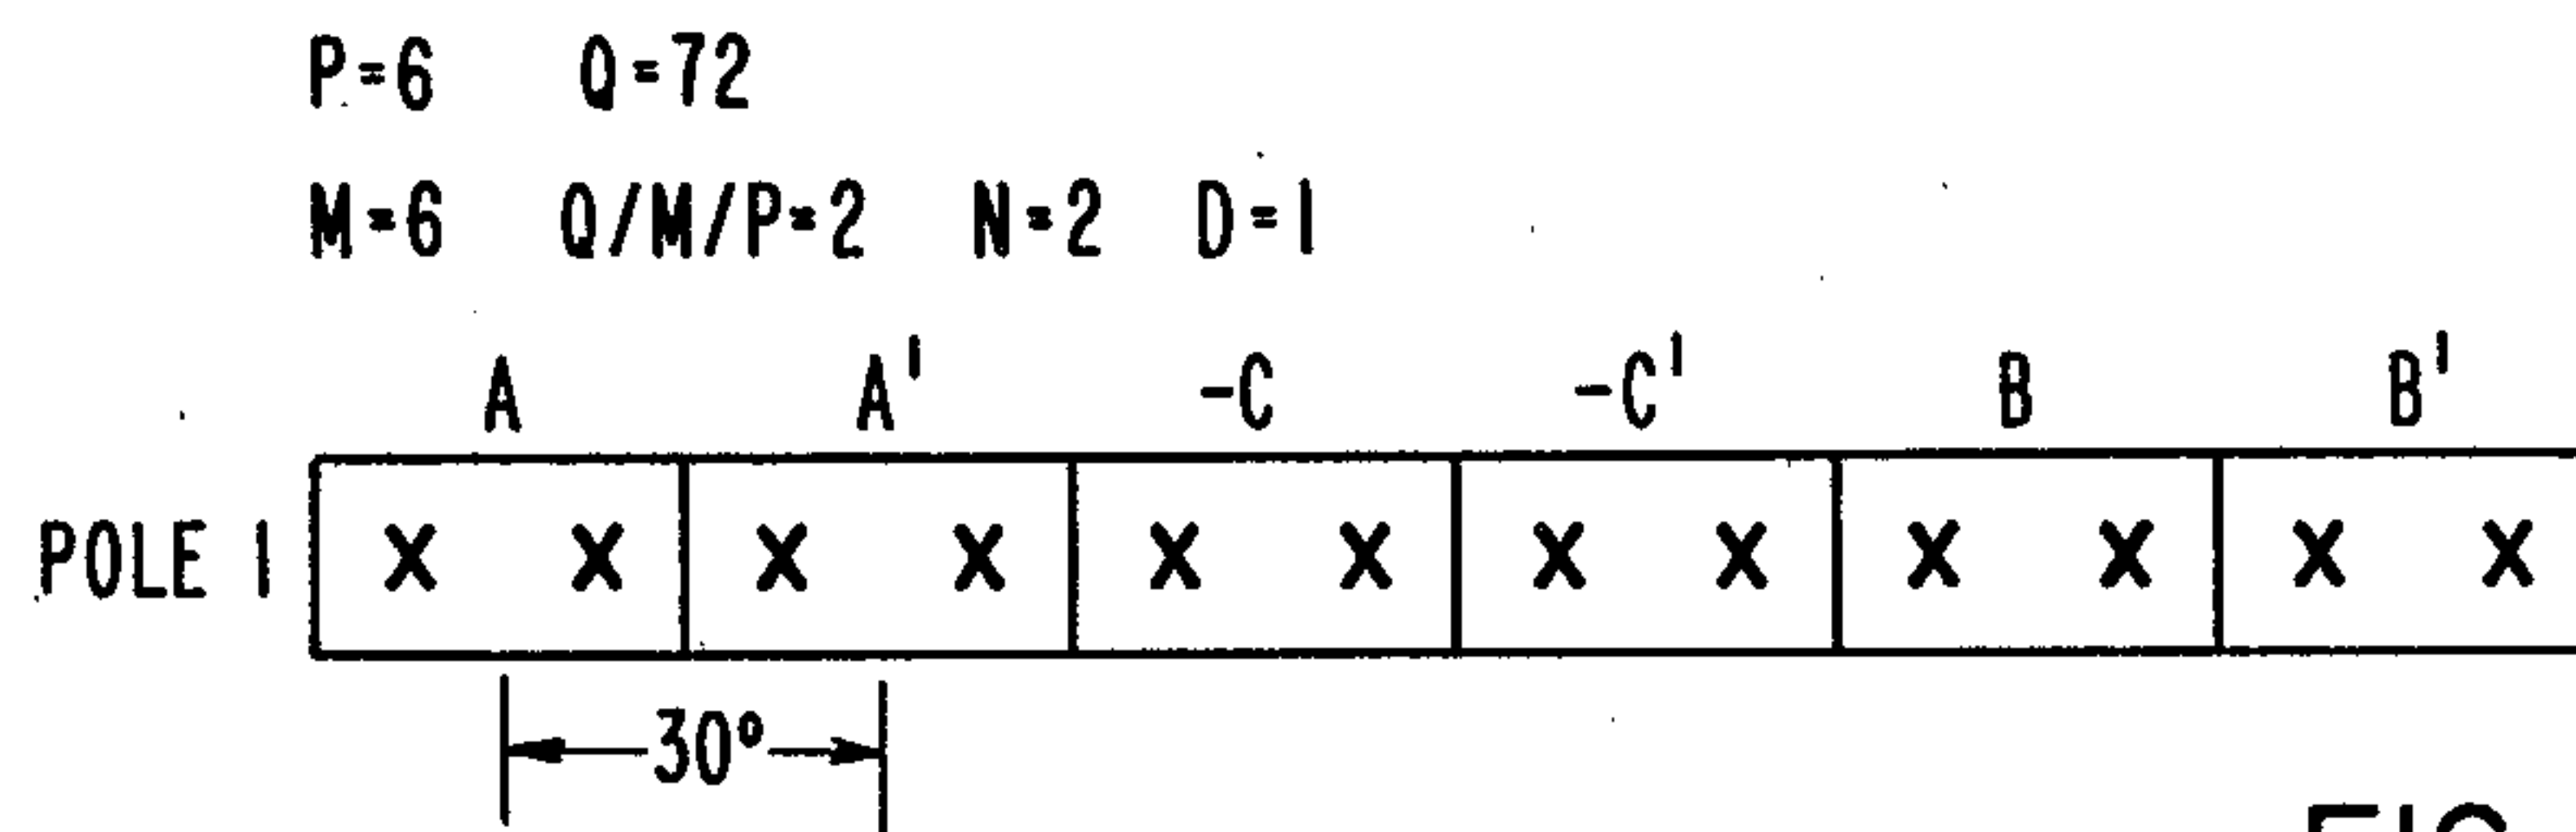 P=6 Q=72
M=6 Q/M/P=2 N=2 D=1
A A' -C -C' B B'
POLE 1 X X X X X X X X X X X X
30°